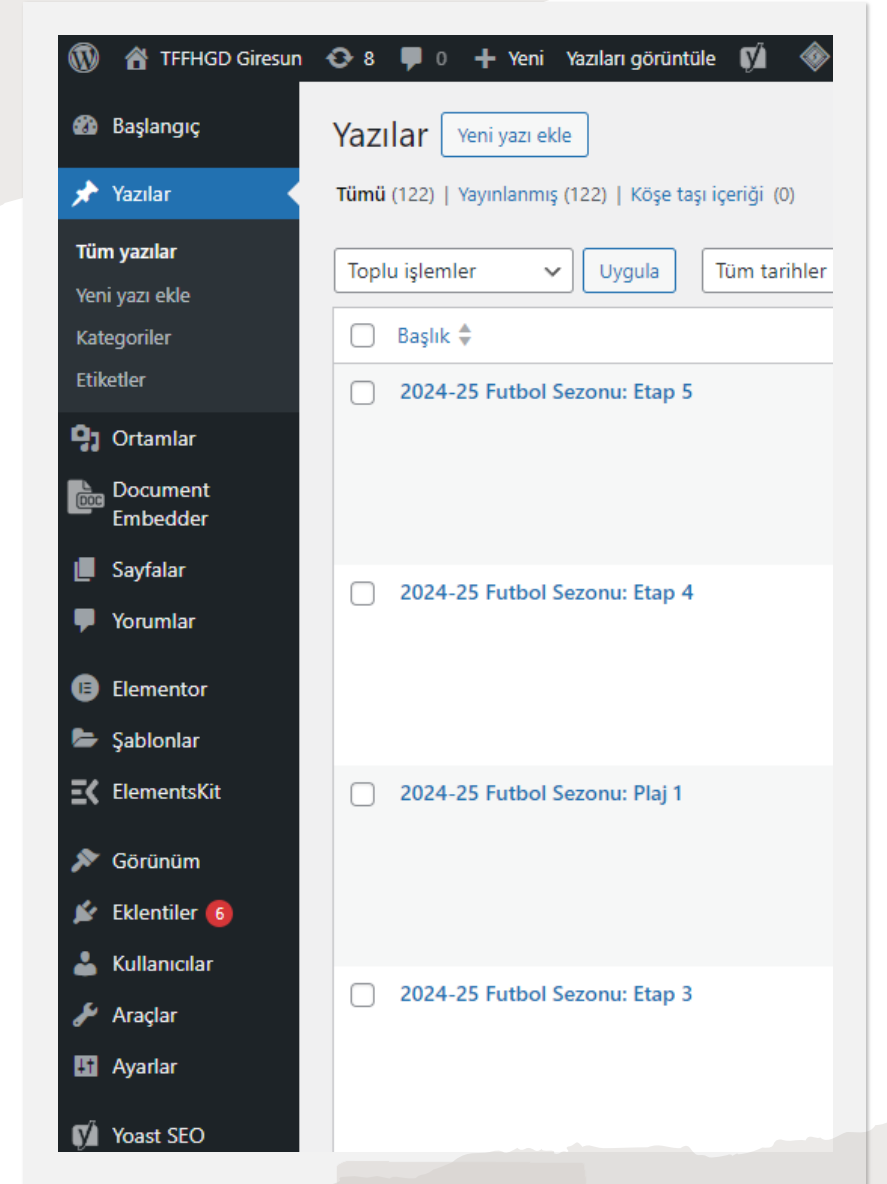 TFFHGD Giresun 8 0 + Yeni Yazıları görüntüle
Başlangıç
Yazılar
Tüm yazılar
Yeni yazı ekle
Kategoriler
Etiketler
Ortamlar
DOC
Document
Embedder
Sayfalar
Yorumlar
Elementor
Şablonlar
ElementsKit
Görünüm
Eklentiler 6
Kullanıcılar
Araçlar
Ayarlar
Yoast SEO
Yazılar Yeni yazı ekle
Tümü (122) | Yayınlanmış (122) | Köşe taşı içeriği (0)
Toplu işlemler Uygula Tüm tarihler
Başlık
2024-25 Futbol Sezonu: Etap 5
2024-25 Futbol Sezonu: Etap 4
2024-25 Futbol Sezonu: Plaj 1
2024-25 Futbol Sezonu: Etap 3